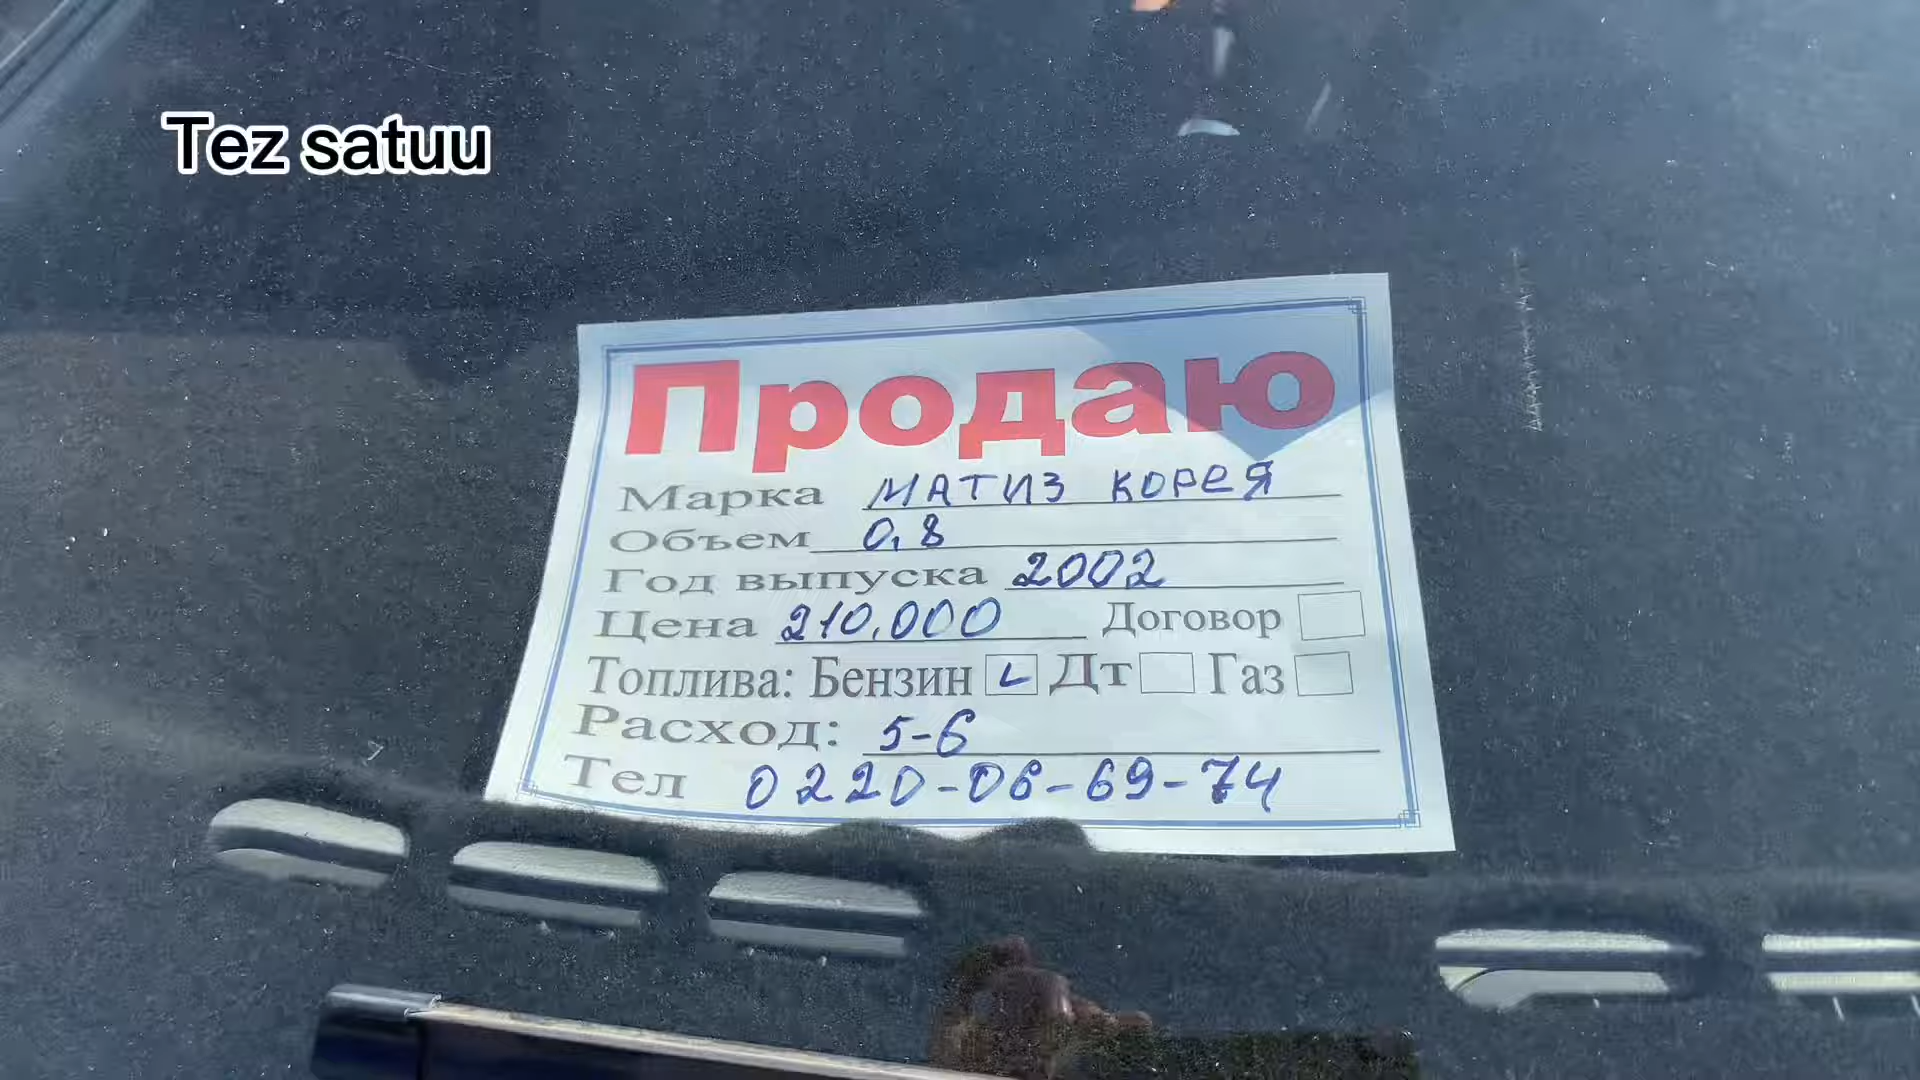 Tez satuu
Продаю
Марка МАТИЗ КОРЕЯ
Объем 0,8
Год выпуска 2002
Цена 210.000 Договор
Топлива: Бензин Дт Газ
Расход: 5-6
Тел 0220-06-69-74